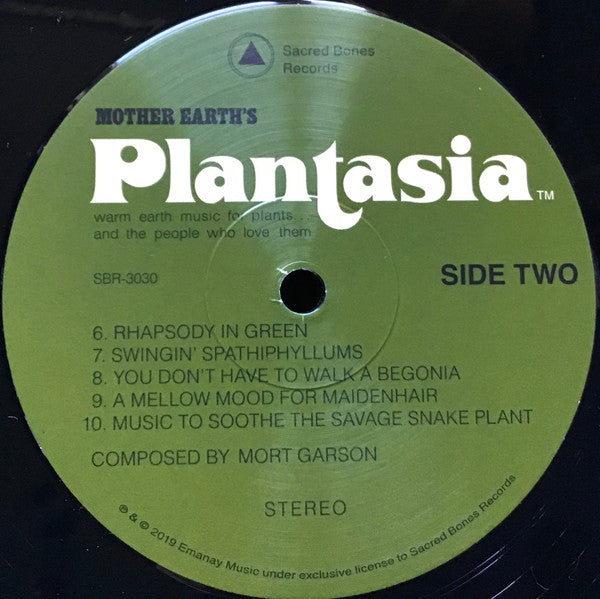 Sacred Bones
Records
MOTHER EARTH'S
Plantasia™
warm earth music for plants...
and the people who love them
SBR-3030
SIDE TWO
6. RHAPSODY IN GREEN
7. SWINGIN' SPATHIPHYLLUMS
8. YOU DON'T HAVE TO WALK A BEGONIA
9. A MELLOW MOOD FOR MAIDENHAIR
10. MUSIC TO SOOTHE THE SAVAGE SNAKE PLANT
COMPOSED BY MORT GARSON
STEREO
℗ & © 2019 Emanay Music under exclusive license to Sacred Bones Records